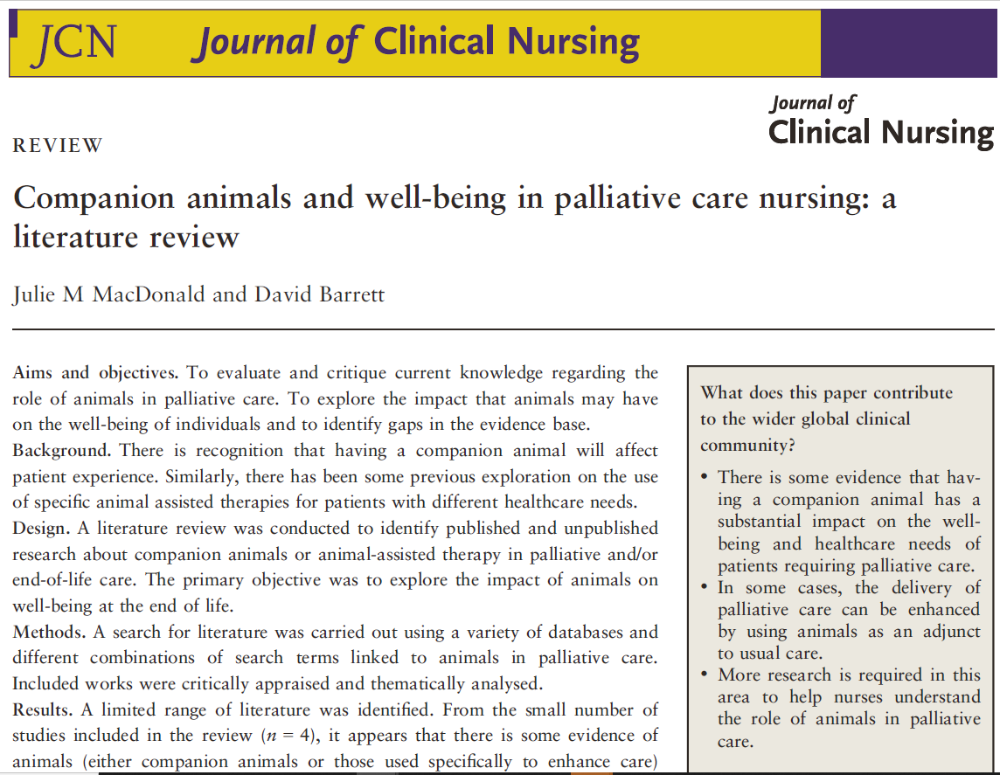 JCN
Journal of Clinical Nursing
Journal of
Clinical Nursing
REVIEW
Companion animals and well-being in palliative care nursing: a
literature review
Julie M MacDonald and David Barrett
Aims and objectives. To evaluate and critique current knowledge regarding the
role of animals in palliative care. To explore the impact that animals may have
on the well-being of individuals and to identify gaps in the evidence base.
Background. There is recognition that having a companion animal will affect
patient experience. Similarly, there has been some previous exploration on the use
of specific animal assisted therapies for patients with different healthcare needs.
Design. A literature review was conducted to identify published and unpublished
research about companion animals or animal-assisted therapy in palliative and/or
end-of-life care. The primary objective was to explore the impact of animals on
well-being at the end of life.
Methods. A search for literature was carried out using a variety of databases and
different combinations of search terms linked to animals in palliative care.
Included works were critically appraised and thematically analysed.
Results. A limited range of literature was identified. From the small number of
studies included in the review (n = 4), it appears that there is some evidence of
animals (either companion animals or those used specifically to enhance care)
What does this paper contribute
to the wider global clinical
community?
• There is some evidence that hav-
ing a companion animal has a
substantial impact on the well-
being and healthcare needs of
patients requiring palliative care.
• In some cases, the delivery of
palliative care can be enhanced
by using animals as an adjunct
to usual care.
• More research is required in this
area to help nurses understand
the role of animals in palliative
care.